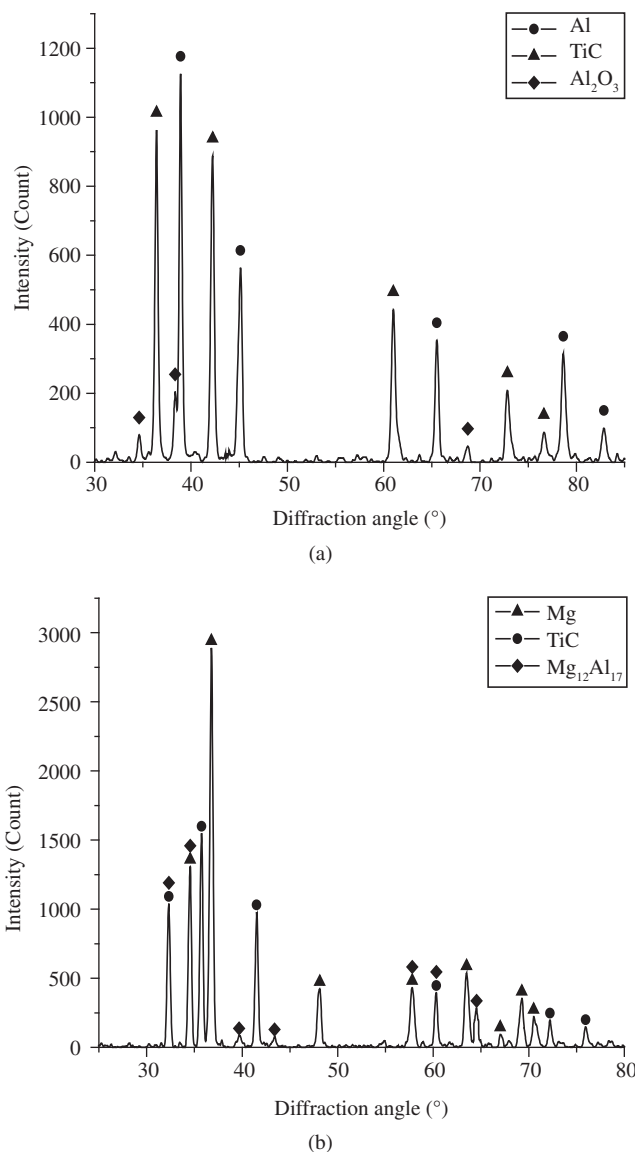 Al
TiC
Al₂O₃
1200
1000
800
600
400
200
0
Intensity (Count)
30 40 50 60 70 80
Diffraction angle (°)
(a)
Mg
TiC
Mg₁₂Al₁₇
3000
2500
2000
1500
1000
500
0
Intensity (Count)
30 40 50 60 70 80
Diffraction angle (°)
(b)